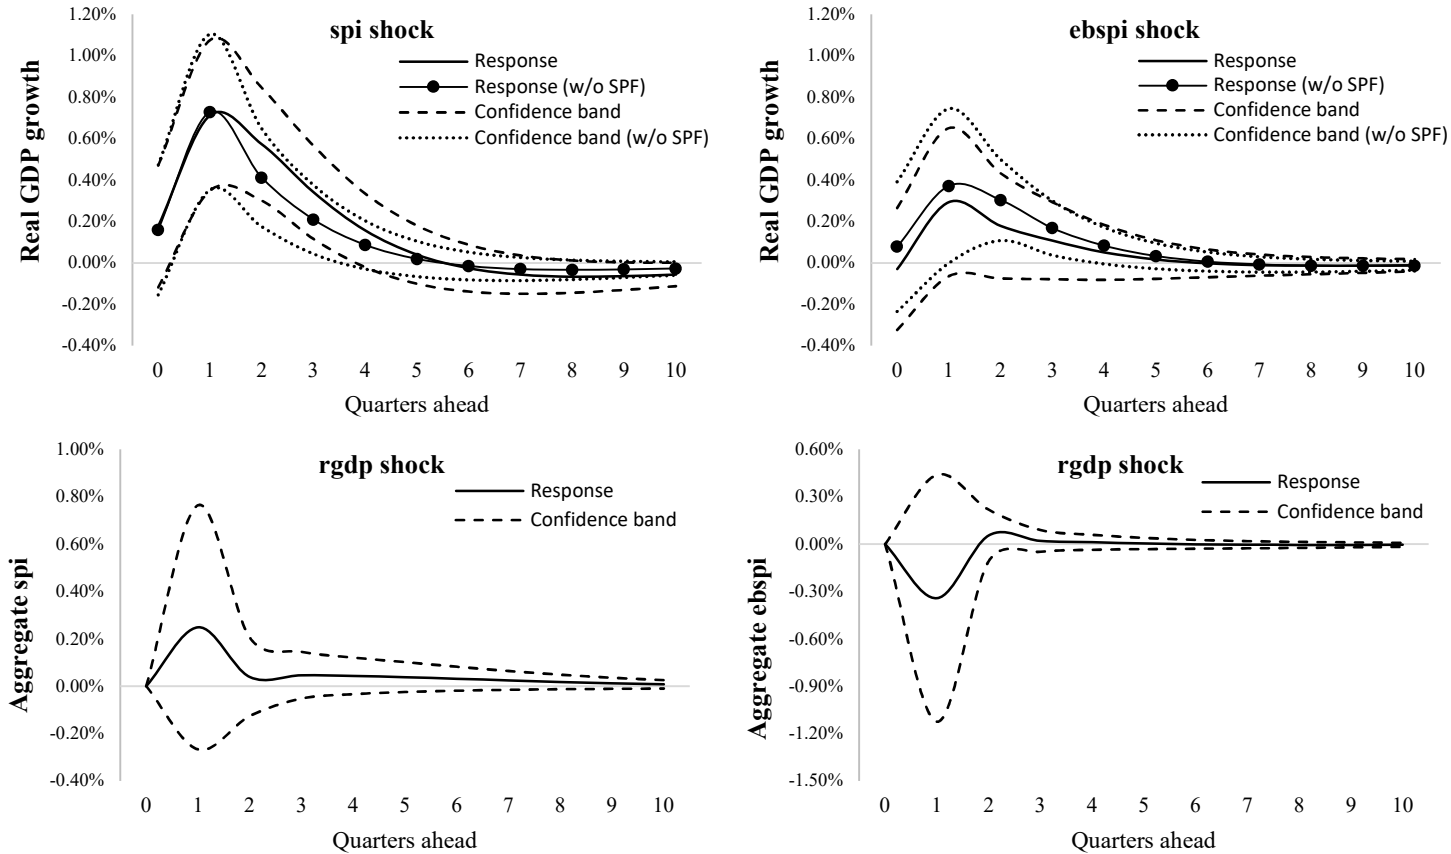 spi shock
Real GDP growth
1.20%
1.00%
0.80%
0.60%
0.40%
0.20%
0.00%
-0.20%
-0.40%
Response
Response (w/o SPF)
Confidence band
Confidence band (w/o SPF)
0 1 2 3 4 5 6 7 8 9 10
Quarters ahead
ebspi shock
Real GDP growth
1.20%
1.00%
0.80%
0.60%
0.40%
0.20%
0.00%
-0.20%
-0.40%
Response
Response (w/o SPF)
Confidence band
Confidence band (w/o SPF)
0 1 2 3 4 5 6 7 8 9 10
Quarters ahead
rgdp shock
Aggregate spi
1.00%
0.80%
0.60%
0.40%
0.20%
0.00%
-0.20%
-0.40%
Response
Confidence band
0 1 2 3 4 5 6 7 8 9 10
Quarters ahead
rgdp shock
Aggregate ebspi
0.60%
0.30%
0.00%
-0.30%
-0.60%
-0.90%
-1.20%
-1.50%
Response
Confidence band
0 1 2 3 4 5 6 7 8 9 10
Quarters ahead